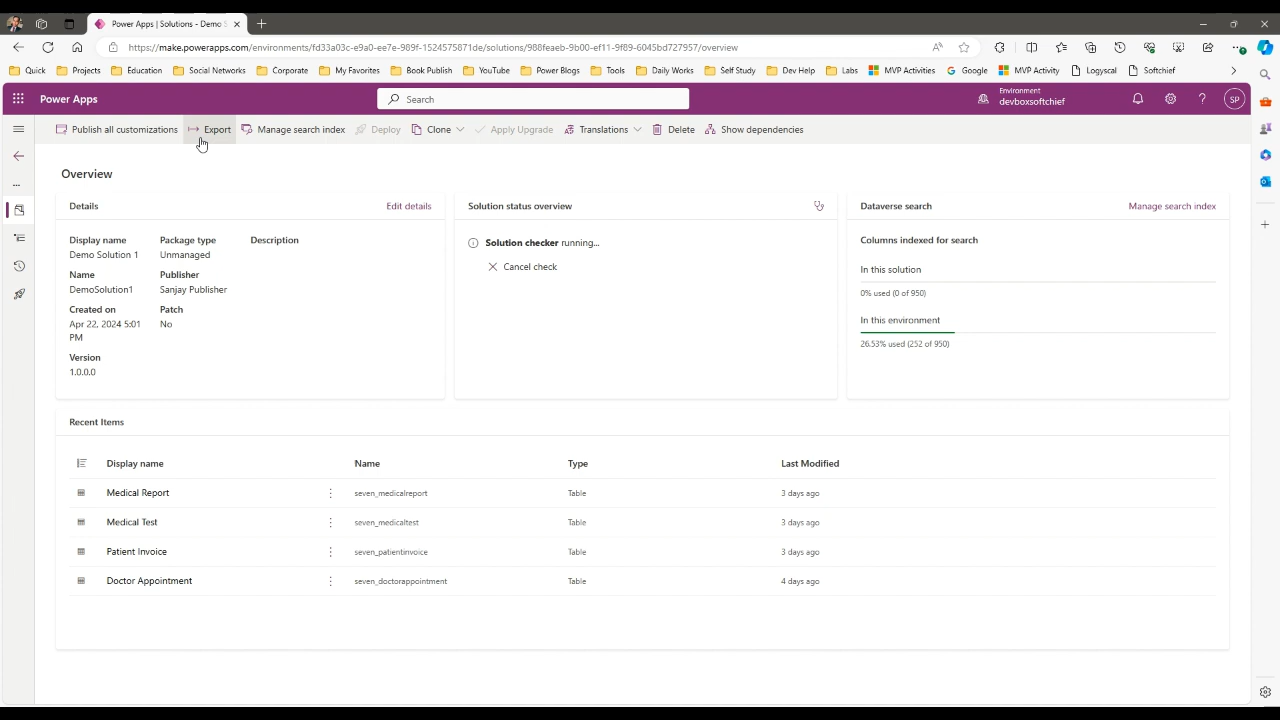 Power Apps | Solutions - Demo S
https://make.powerapps.com/environments/fd33a03c-e9a0-ee7e-989f-1524575871de/solutions/988feaeb-9b00-ef11-9f89-6045bd727957/overview
Quick Projects Education Social Networks Corporate My Favorites Book Publish YouTube Power Blogs Tools Daily Works Self Study Dev Help Labs MVP Activities Google MVP Activity Logyscal Softchief
Power Apps Search Environment devboxsoftchief ? SP
Publish all customizations Export Manage search index Deploy Clone Apply Upgrade Translations Delete Show dependencies
Overview
Details Edit details
Display name Package type Description
Demo Solution 1 Unmanaged
Name Publisher
DemoSolution1 Sanjay Publisher
Created on Patch
Apr 22, 2024 5:01 No
PM
Version
1.0.0.0
Solution status overview
Solution checker running...
Cancel check
Dataverse search Manage search index
Columns indexed for search
In this solution
0% used (0 of 950)
In this environment
26.53% used (252 of 950)
Recent Items
Display name Name Type Last Modified
Medical Report seven_medicalreport Table 3 days ago
Medical Test seven_medicaltest Table 3 days ago
Patient Invoice seven_patientinvoice Table 3 days ago
Doctor Appointment seven_doctorappointment Table 4 days ago